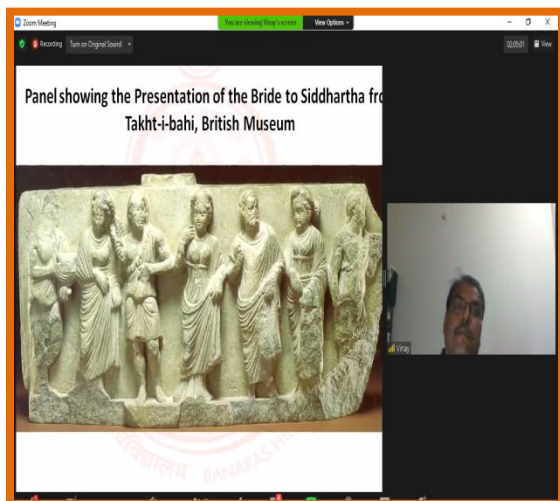 Zoom Meeting
You are viewing Vinay's screen
View Options
Recording
Turn on Original Sound
02:05:01
View
Panel showing the Presentation of the Bride to Siddhartha fro
Takht-i-bahi, British Museum
Vinay
BANARAS HI